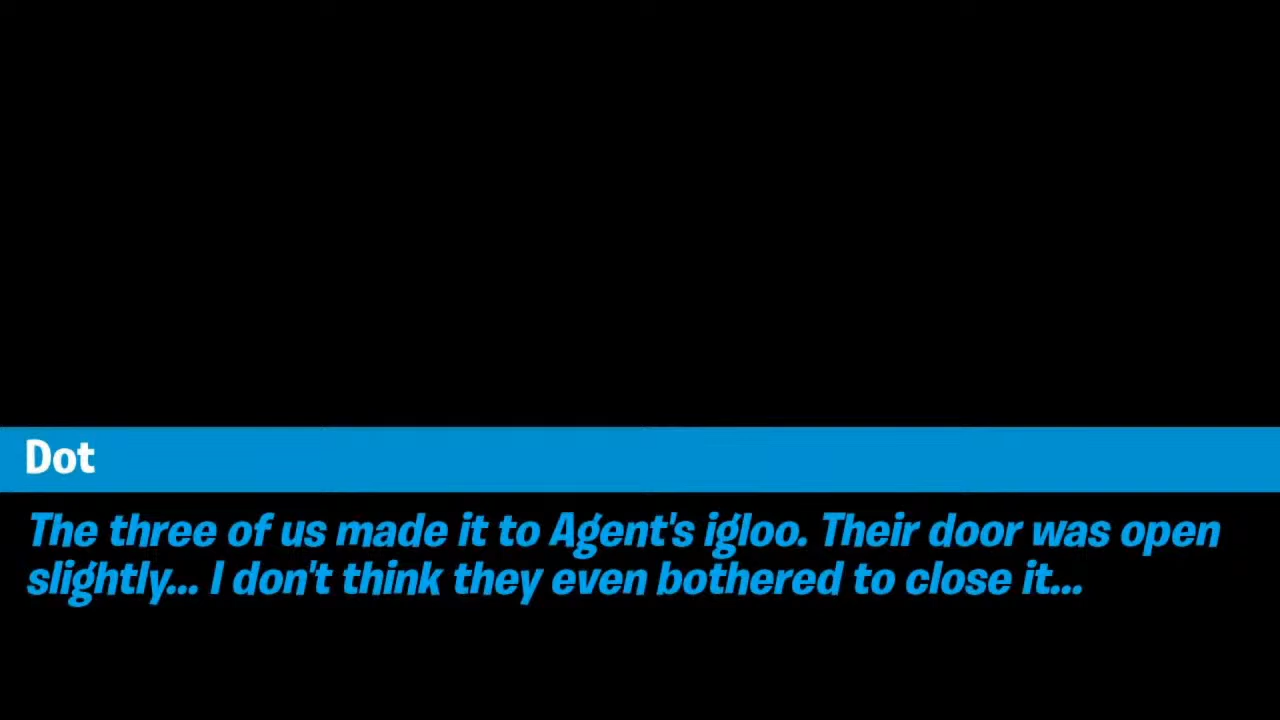 Dot
The three of us made it to Agent's igloo. Their door was open
slightly... I don't think they even bothered to close it...